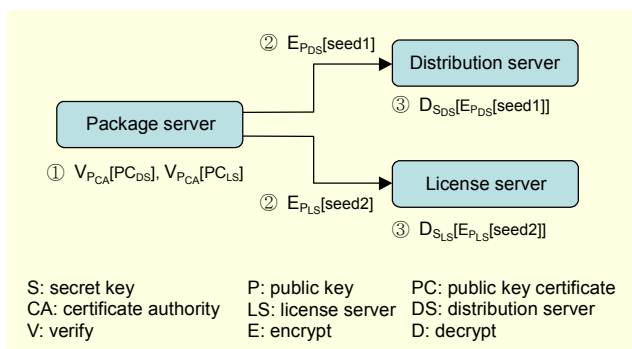 ② E_PDS[seed1]
Distribution server
③ D_SDS[E_PDS[seed1]]
Package server
① V_PCA[PC_DS], V_PCA[PC_LS]
License server
② E_PLS[seed2]
③ D_SLS[E_PLS[seed2]]
S: secret key P: public key PC: public key certificate
CA: certificate authority LS: license server DS: distribution server
V: verify E: encrypt D: decrypt